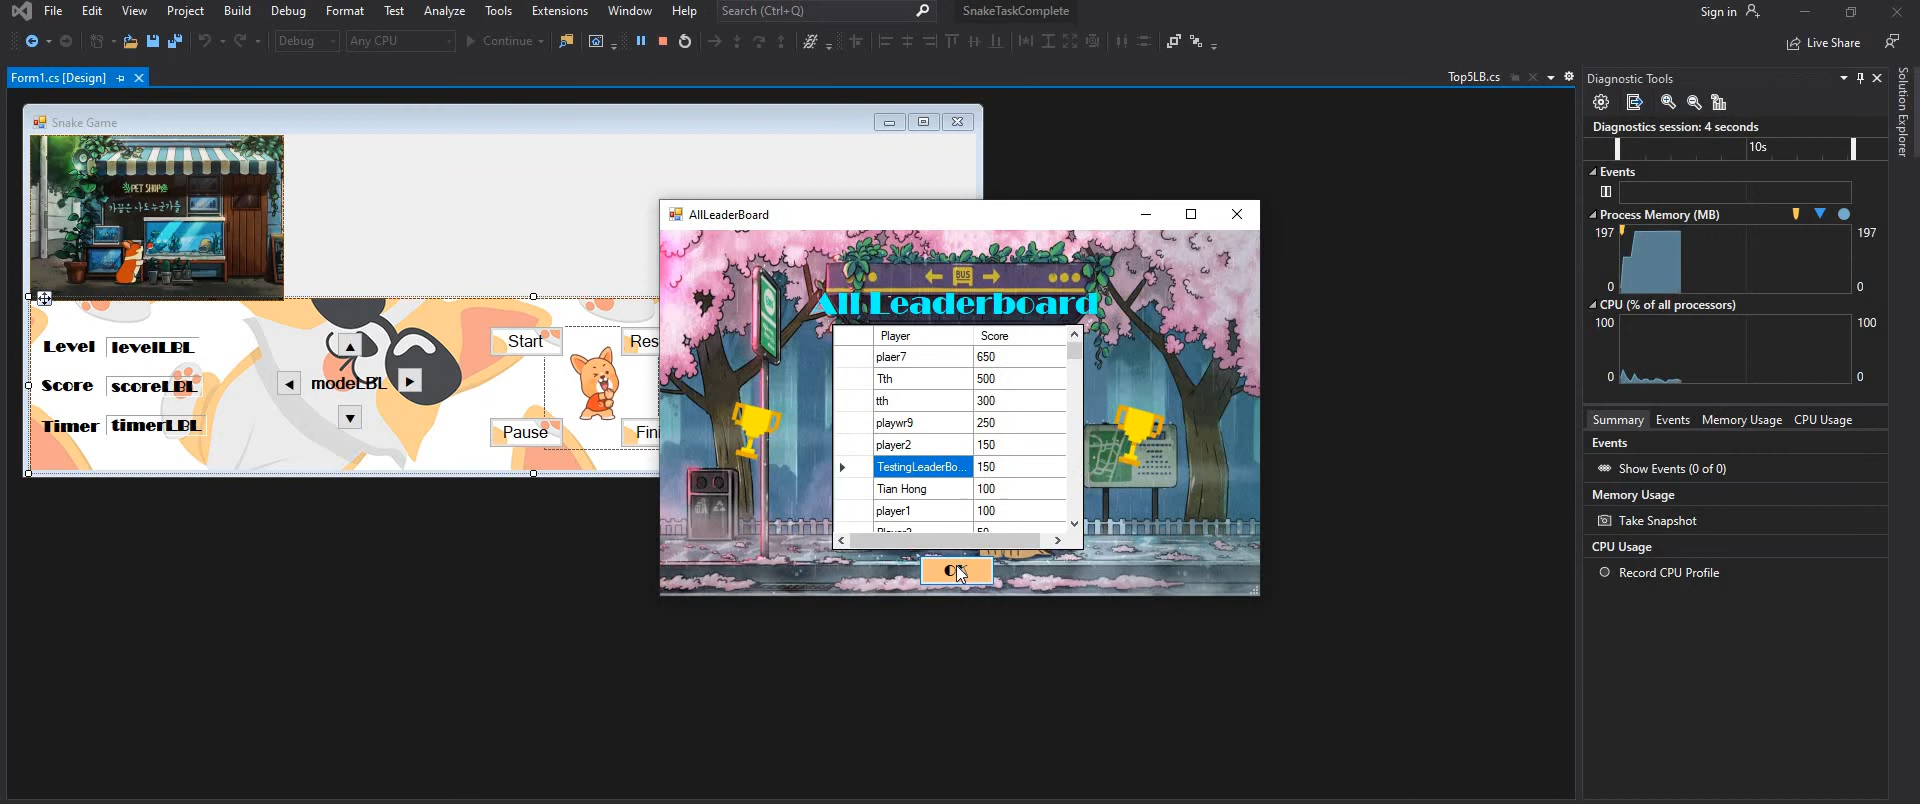 File Edit View Project Build Debug Format Test Analyze Tools Extensions Window Help Search (Ctrl+Q) SnakeTaskComplete Sign in
Debug Any CPU Continue Live Share
Form1.cs [Design] Top5LB.cs
Snake Game
PET SHOP
Level levelLBL
Score scoreLBL
Timer timerLBL
modeLBL
Start Res
Pause Fini
AllLeaderBoard
BUS
All Leaderboard
Player Score
plaer7 650
Tth 500
tth 300
playwr9 250
player2 150
TestingLeaderBo... 150
Tian Hong 100
player1 100
Diagnostic Tools
Diagnostics session: 4 seconds
10s
Events
Process Memory (MB)
197 197
0 0
CPU (% of all processors)
100 100
0 0
Summary Events Memory Usage CPU Usage
Events
Show Events (0 of 0)
Memory Usage
Take Snapshot
CPU Usage
Record CPU Profile
Solution Explorer